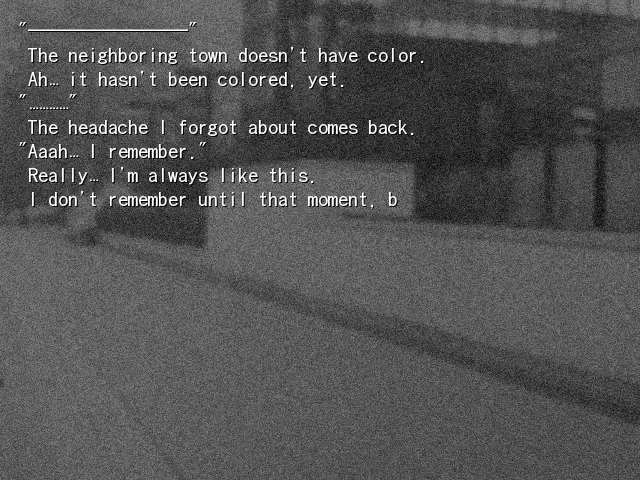 "――――――――――"
The neighboring town doesn't have color.
Ah… it hasn't been colored, yet.
"…………"
The headache I forgot about comes back.
"Aaah… I remember."
Really… I'm always like this.
I don't remember until that moment, b